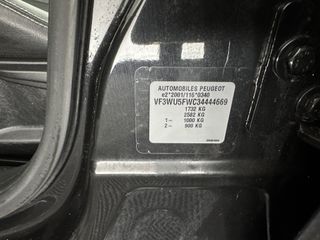 AUTOMOBILES PEUGEOT
e2*2001/116*0340
VF3WU5FWC34444669
1732 KG
2582 KG
1- 1000 KG
2- 900 KG